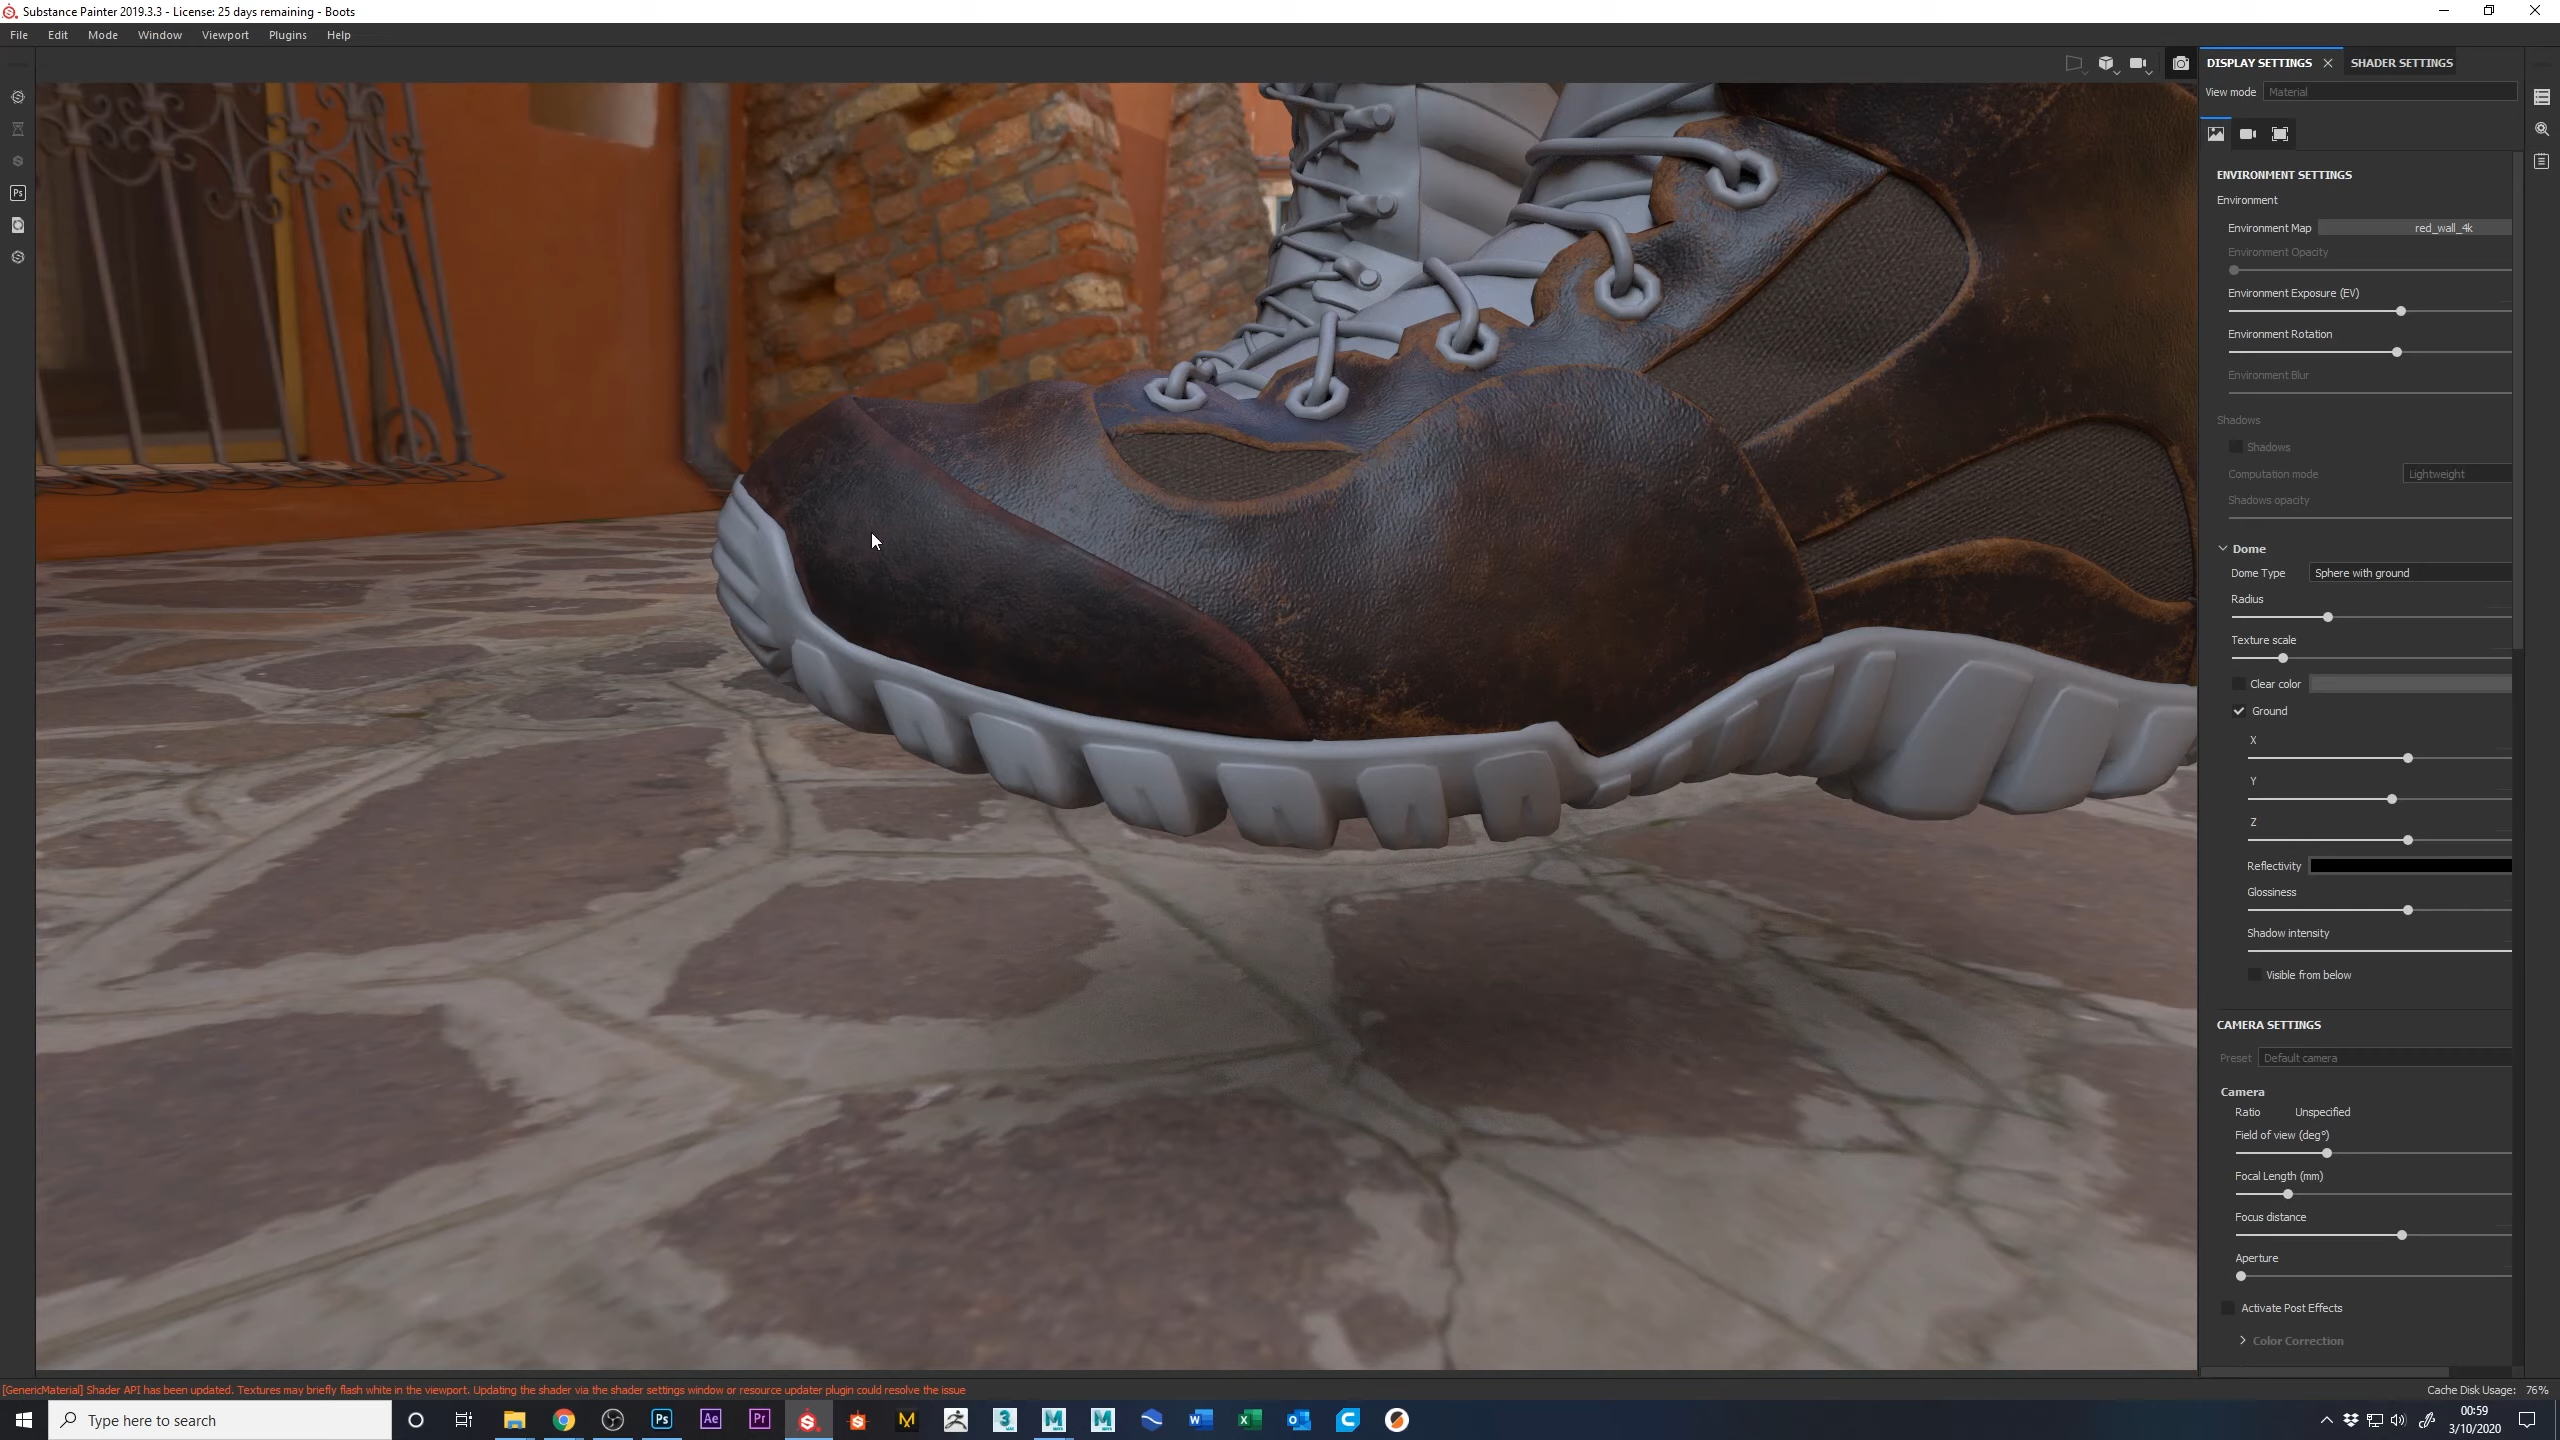 Substance Painter 2019.3.3 - License: 25 days remaining - Boots
File Edit Mode Window Viewport Plugins Help
DISPLAY SETTINGS SHADER SETTINGS
View mode Material
Ps
ENVIRONMENT SETTINGS
Environment
Environment Map red_wall_4k
Environment Opacity
Environment Exposure (EV)
Environment Rotation
Environment Blur
Shadows
Shadows
Computation mode Lightweight
Shadows opacity
Dome
Dome Type Sphere with ground
Radius
Texture scale
Clear color
Ground
X
Y
Z
Reflectivity
Glossiness
Shadow intensity
Visible from below
CAMERA SETTINGS
Preset Default camera
Camera
Ratio Unspecified
Field of view (deg°)
Focal Length (mm)
Focus distance
Aperture
Activate Post Effects
Color Correction
[GenericMaterial] Shader API has been updated. Textures may briefly flash white in the viewport. Updating the shader via the shader settings window or resource updater plugin could resolve the issue
Cache Disk Usage: 76%
Type here to search
Ps Ae Pr
00:59
3/10/2020